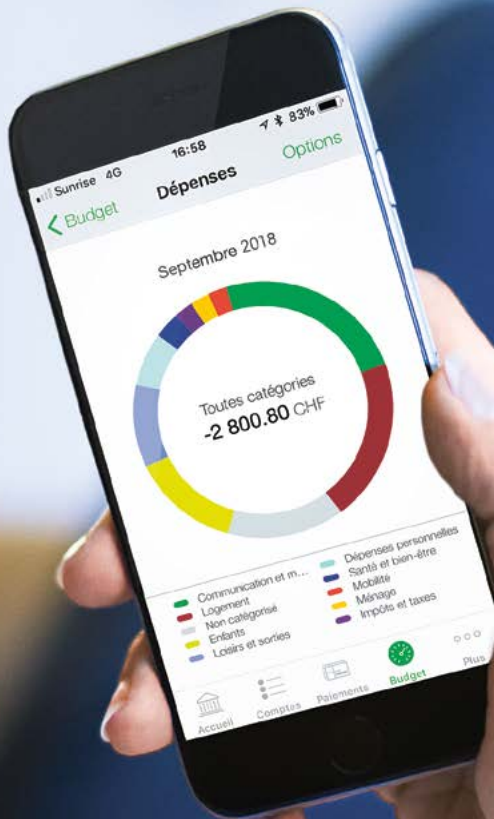 Sunrise 4G 16:58 83%
Budget Dépenses Options
Septembre 2018
Toutes catégories
-2 800.80 CHF
Communication et m...
Logement
Non catégorisé
Enfants
Loisirs et sorties
Dépenses personnelles
Santé et bien-être
Mobilité
Ménage
Impôts et taxes
Accueil Comptes Paiements Budget Plus